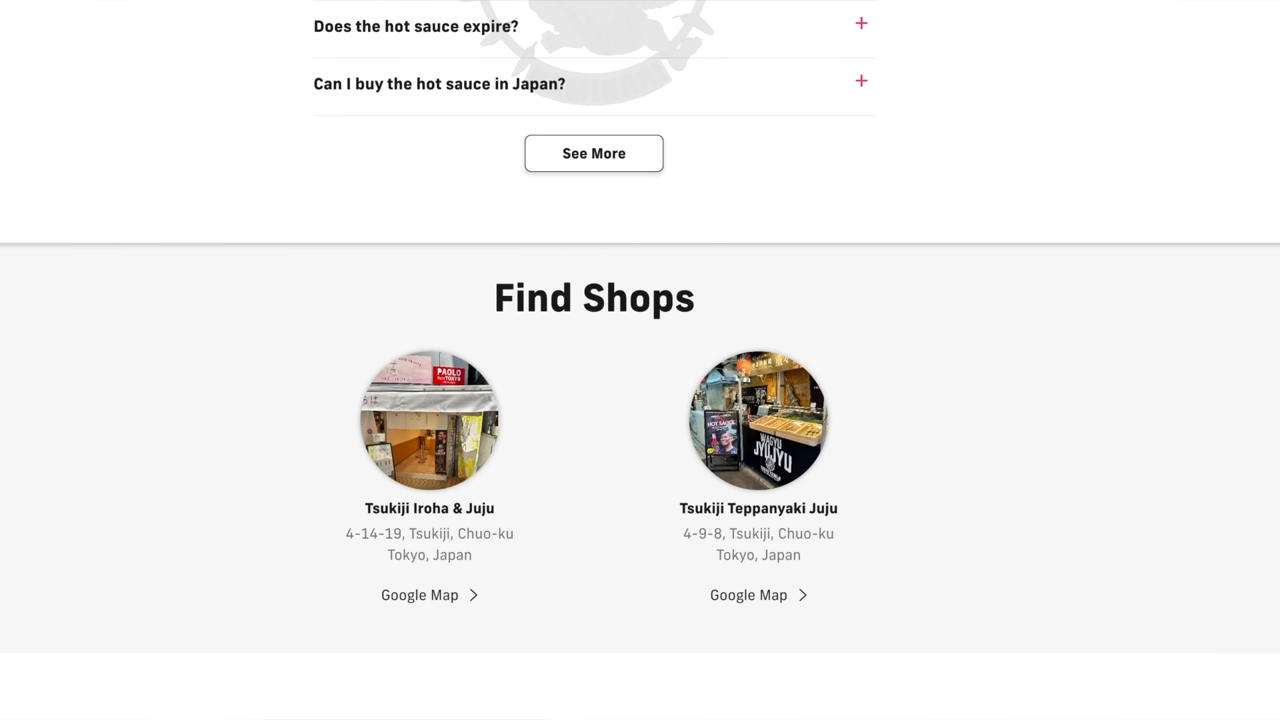 Does the hot sauce expire?
Can I buy the hot sauce in Japan?
See More
Find Shops
PAOLO
TOKYO
HOT SAUCE
WAGYU
JYUJYU
Tsukiji Iroha & Juju
Tsukiji Teppanyaki Juju
4-14-19, Tsukiji, Chuo-ku
Tokyo, Japan
4-9-8, Tsukiji, Chuo-ku
Tokyo, Japan
Google Map
Google Map